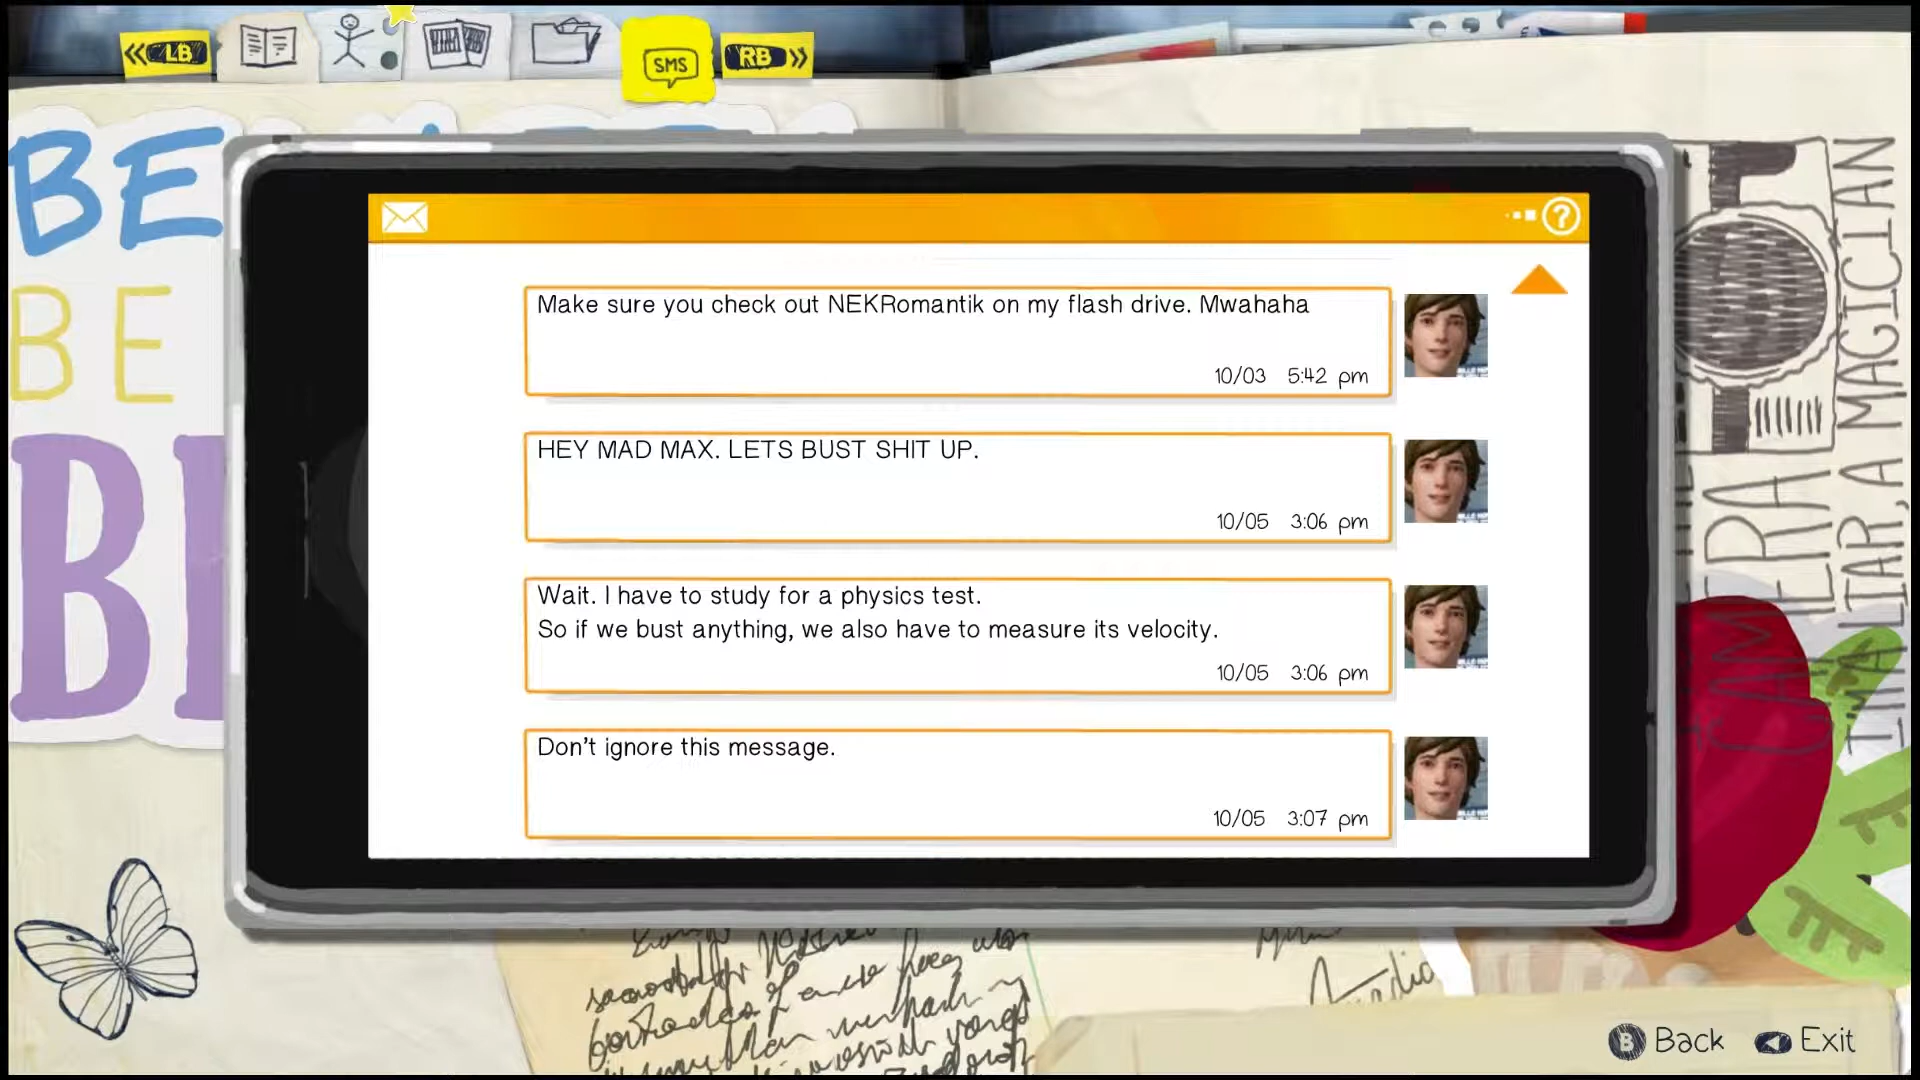 LB
SMS
RB
BE
BE
Make sure you check out NEKRomantik on my flash drive. Mwahaha
10/03 5:42 pm
HEY MAD MAX. LETS BUST SHIT UP.
10/05 3:06 pm
Wait. I have to study for a physics test.
So if we bust anything, we also have to measure its velocity.
10/05 3:06 pm
Don't ignore this message.
10/05 3:07 pm
CAMERA
LIAR, A MAGICIAN
B Back
Exit